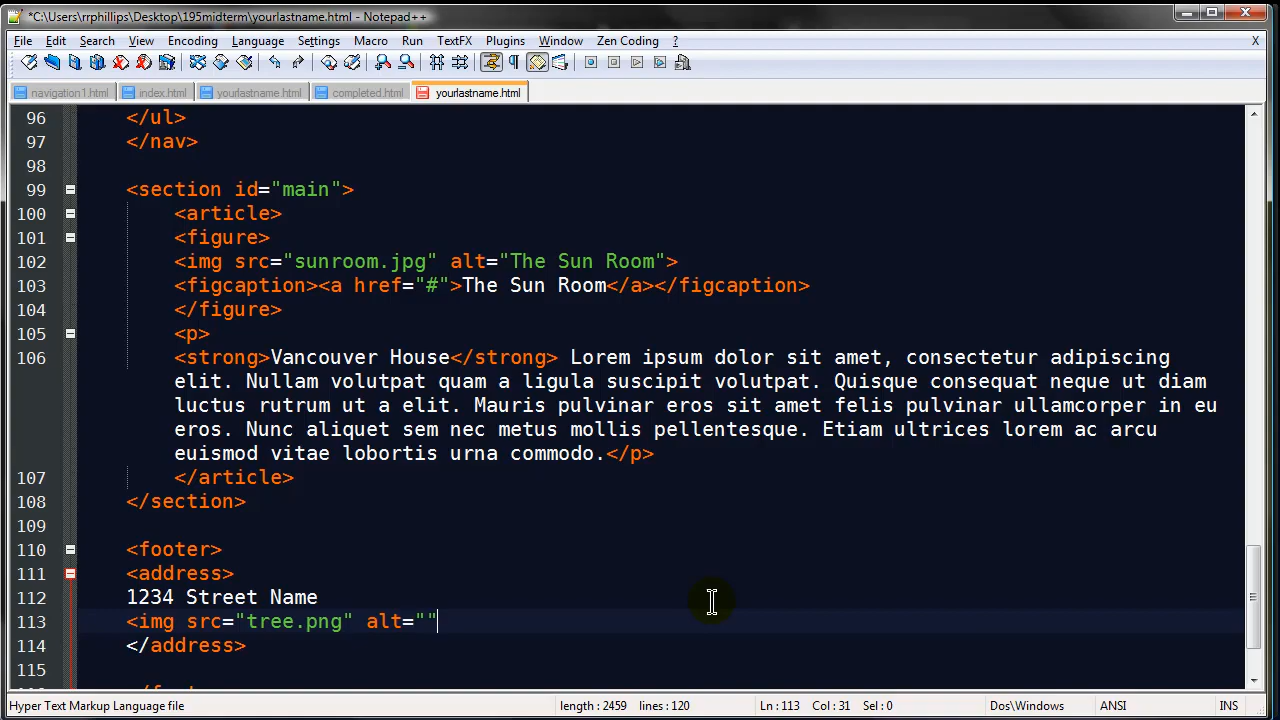 *C:\Users\rrphillips\Desktop\195midterm\yourlastname.html - Notepad++
File Edit Search View Encoding Language Settings Macro Run TextFX Plugins Window Zen Coding ? X
navigation1.html index.html yourlastname.html completed.html yourlastname.html
96 </ul>
97 </nav>
98
99 <section id="main">
100 <article>
101 <figure>
102 <img src="sunroom.jpg" alt="The Sun Room">
103 <figcaption><a href="#">The Sun Room</a></figcaption>
104 </figure>
105 <p>
106 <strong>Vancouver House</strong> Lorem ipsum dolor sit amet, consectetur adipiscing
elit. Nullam volutpat quam a ligula suscipit volutpat. Quisque consequat neque ut diam
luctus rutrum ut a elit. Mauris pulvinar eros sit amet felis pulvinar ullamcorper in eu
eros. Nunc aliquet sem nec metus mollis pellentesque. Etiam ultrices lorem ac arcu
euismod vitae lobortis urna commodo.</p>
107 </article>
108 </section>
109
110 <footer>
111 <address>
112 1234 Street Name
113 <img src="tree.png" alt=""
114 </address>
115
Hyper Text Markup Language file length : 2459 lines : 120 Ln : 113 Col : 31 Sel : 0 Dos\Windows ANSI INS